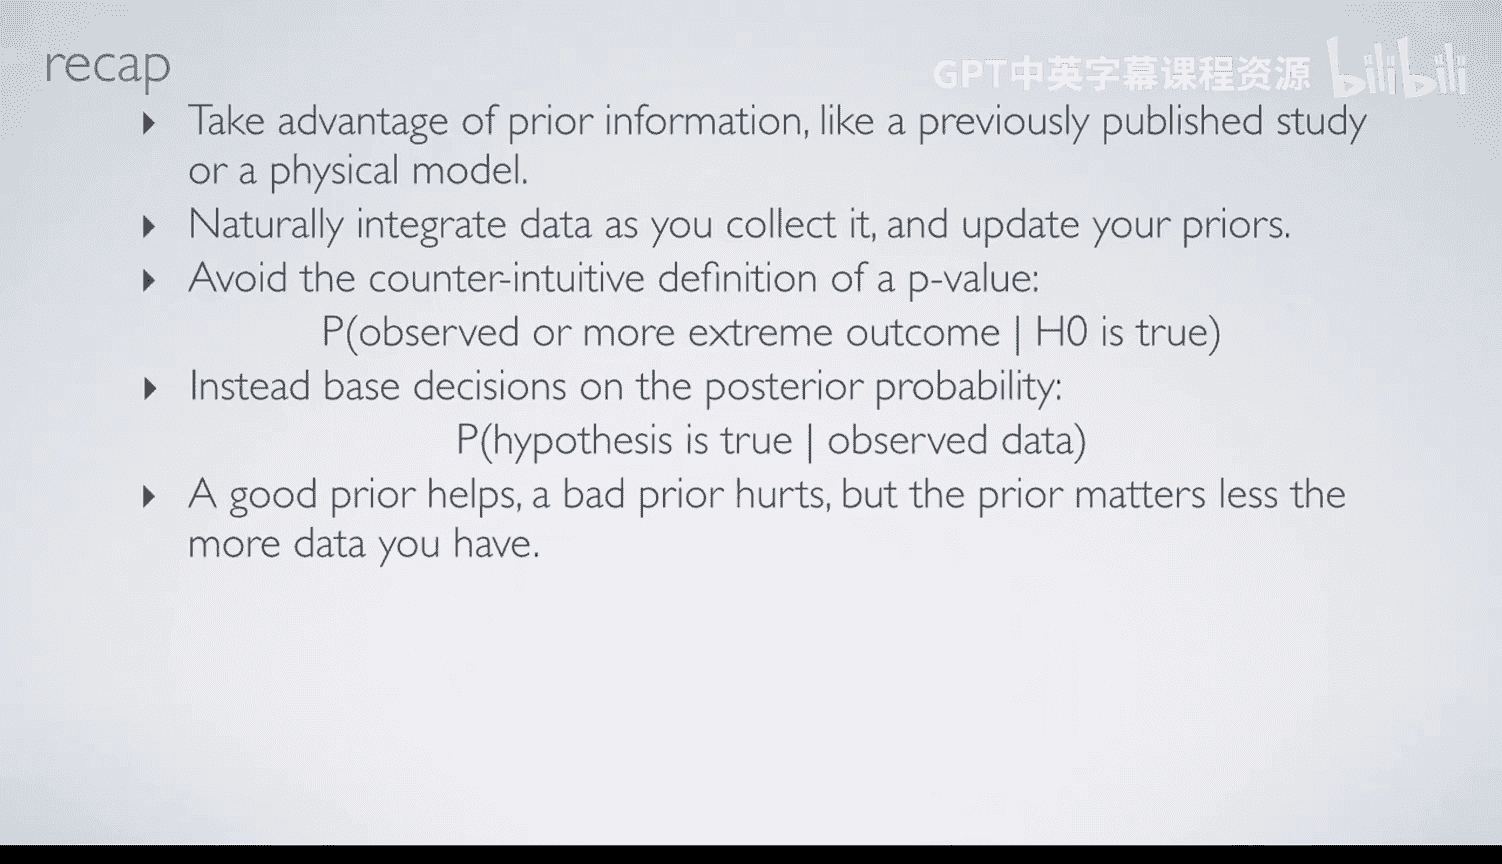 recap
GPT中英字幕课程资源 bilibili
Take advantage of prior information, like a previously published study
or a physical model.
Naturally integrate data as you collect it, and update your priors.
Avoid the counter-intuitive definition of a p-value:
P(observed or more extreme outcome | H0 is true)
Instead base decisions on the posterior probability:
P(hypothesis is true | observed data)
A good prior helps, a bad prior hurts, but the prior matters less the
more data you have.